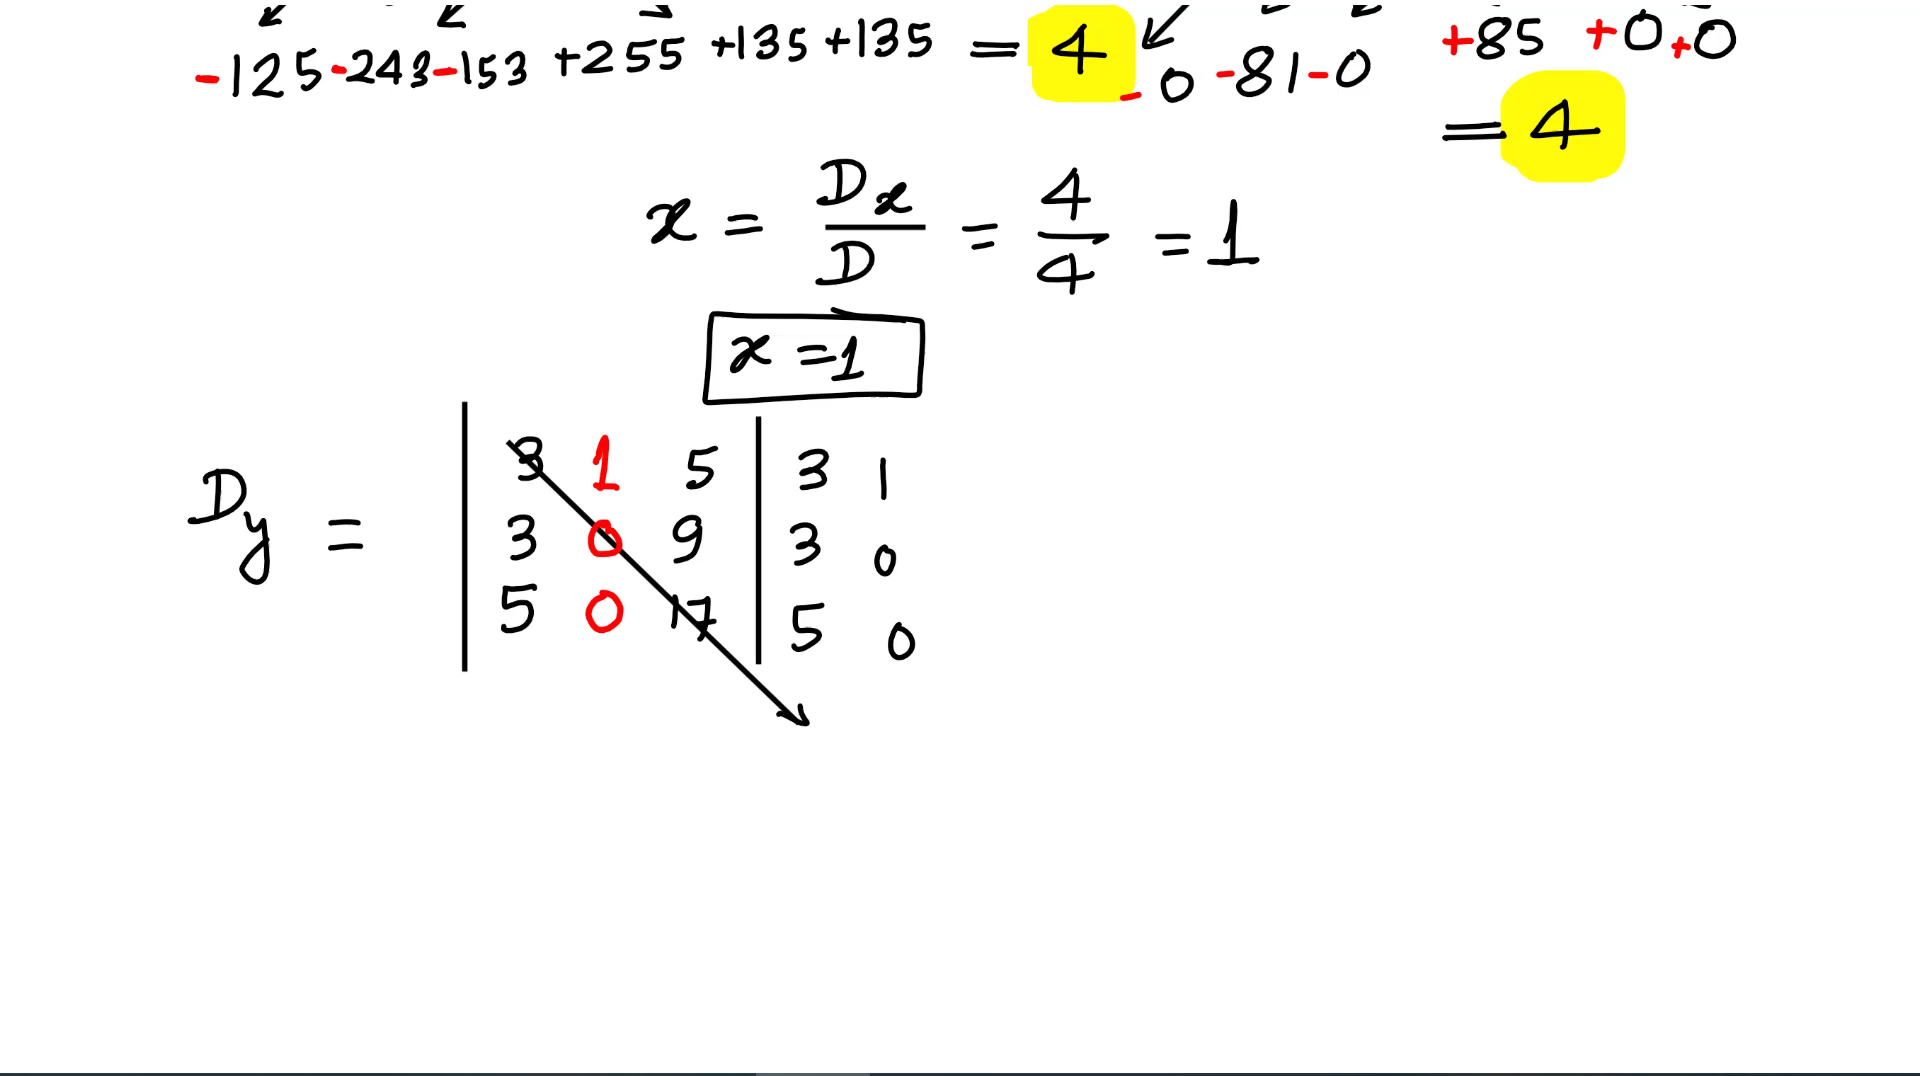 -125-243-153 +255 +135 +135 = 4
-0 -81-0 +85 +0+0
= 4
x = Dx/D = 4/4 = 1
x = 1
Dy = | 3 1 5 | 3 1
3 0 9 | 3 0
5 0 17 | 5 0